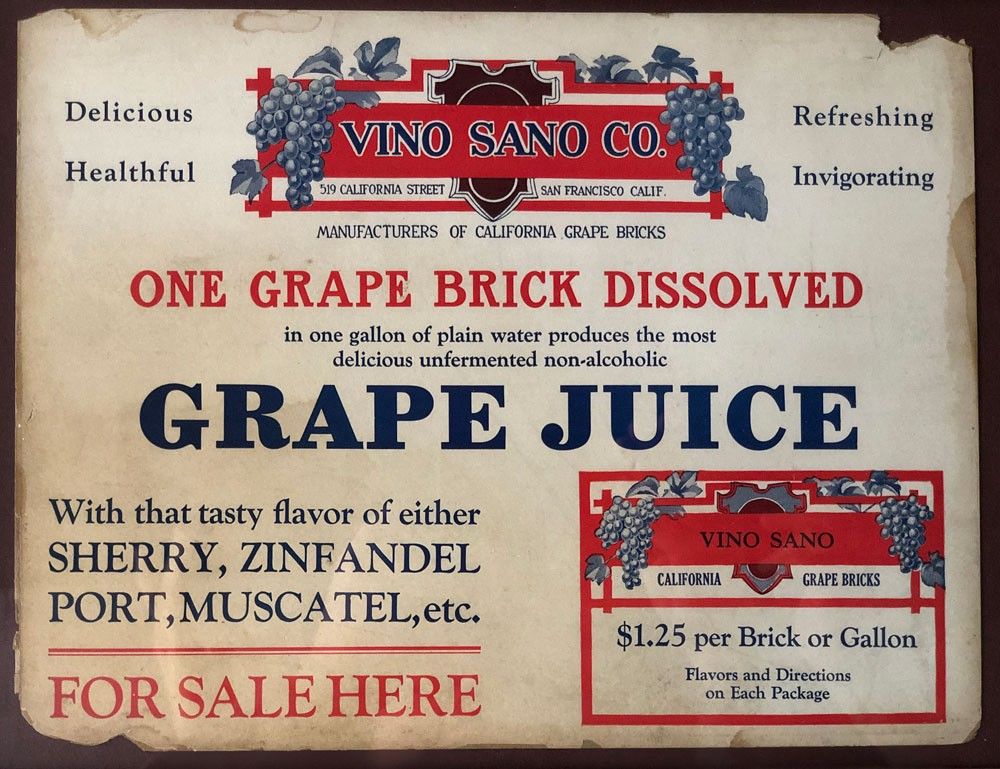 Delicious
Healthful
VINO SANO CO.
519 CALIFORNIA STREET SAN FRANCISCO CALIF.
Refreshing
Invigorating
MANUFACTURERS OF CALIFORNIA GRAPE BRICKS
ONE GRAPE BRICK DISSOLVED
in one gallon of plain water produces the most
delicious unfermented non-alcoholic
GRAPE JUICE
With that tasty flavor of either
SHERRY, ZINFANDEL
PORT, MUSCATEL, etc.
FOR SALE HERE
VINO SANO
CALIFORNIA GRAPE BRICKS
$1.25 per Brick or Gallon
Flavors and Directions
on Each Package